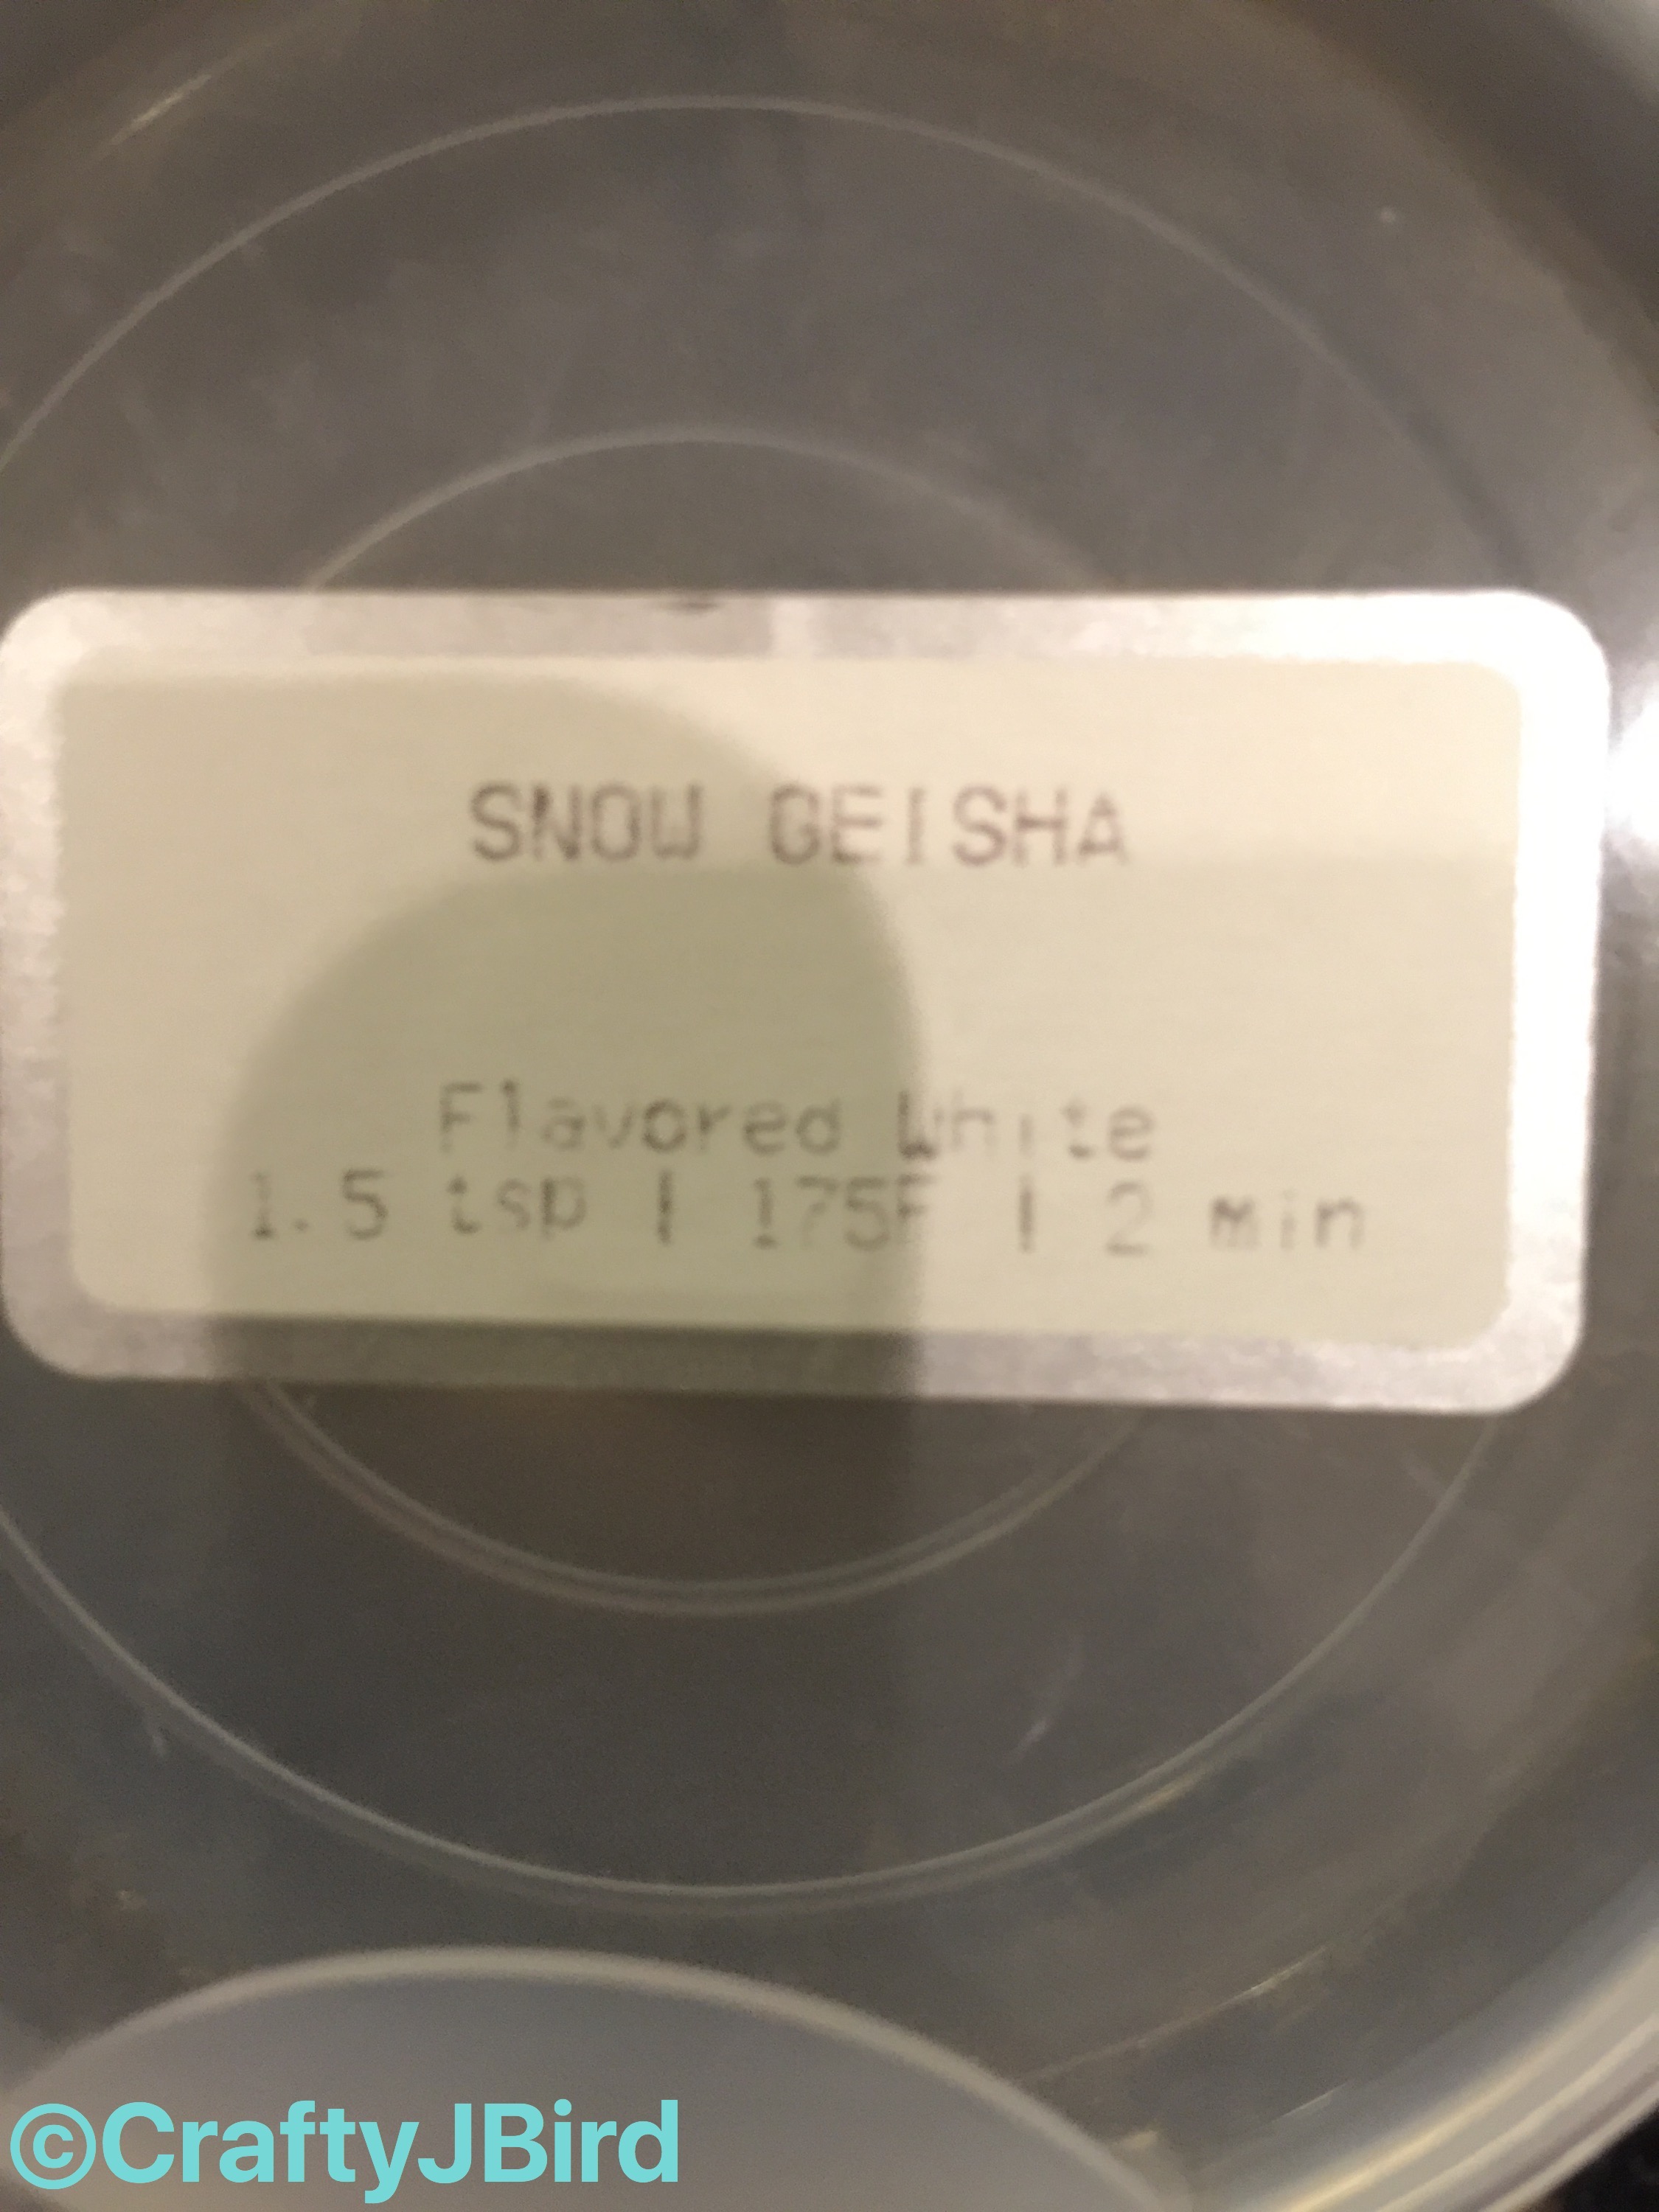 SNOW GEISHA
Flavored White
1.5 tsp | 175F | 2 min
©CraftyJBird